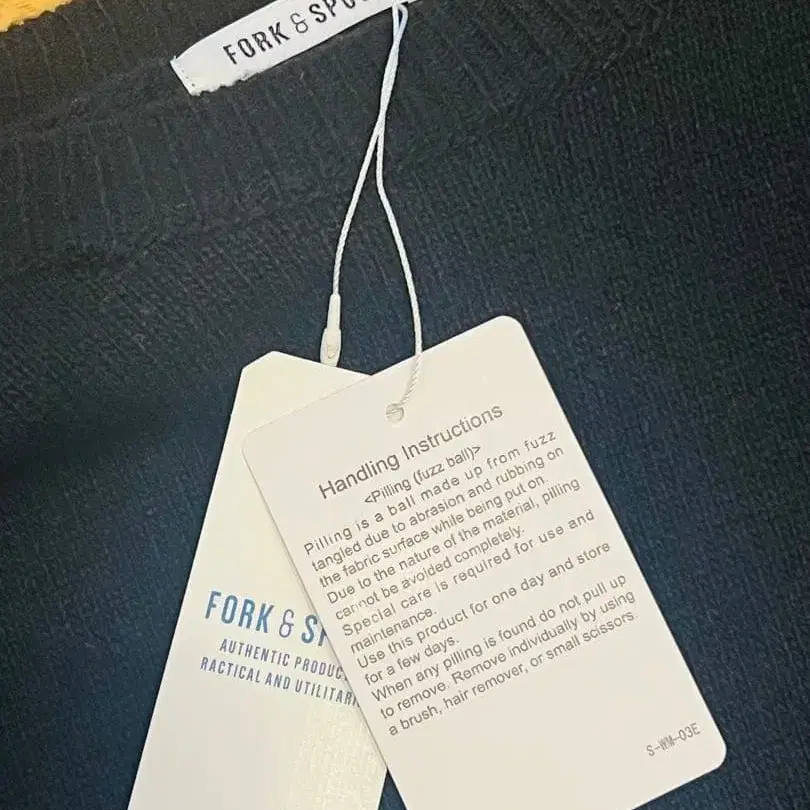 FORK & SPO
Handling Instructions
<Pilling (fuzz ball)>
Pilling is a ball made up from fuzz
tangled due to abrasion and rubbing on
the fabric surface while being put on.
Due to the nature of the material, pilling
cannot be avoided completely.
Special care is required for use and
maintenance.
Use this product for one day and store
for a few days.
When any pilling is found do not pull up
to remove. Remove individually by using
a brush, hair remover, or small scissors.
S-WM-03E
FORK & SP
AUTHENTIC PRODUC
RACTICAL AND UTILITAR